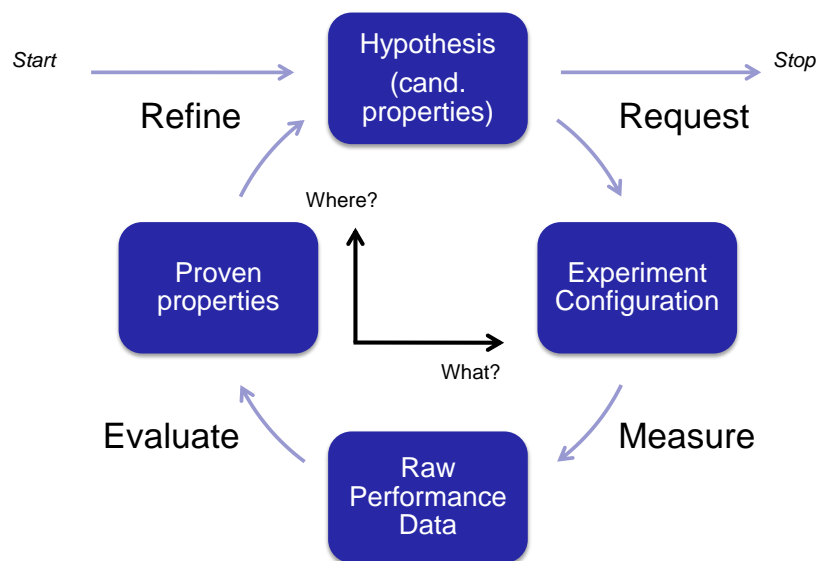 Start
Hypothesis
(cand.
properties)
Stop
Refine
Request
Where?
Proven
properties
Experiment
Configuration
What?
Evaluate
Measure
Raw
Performance
Data